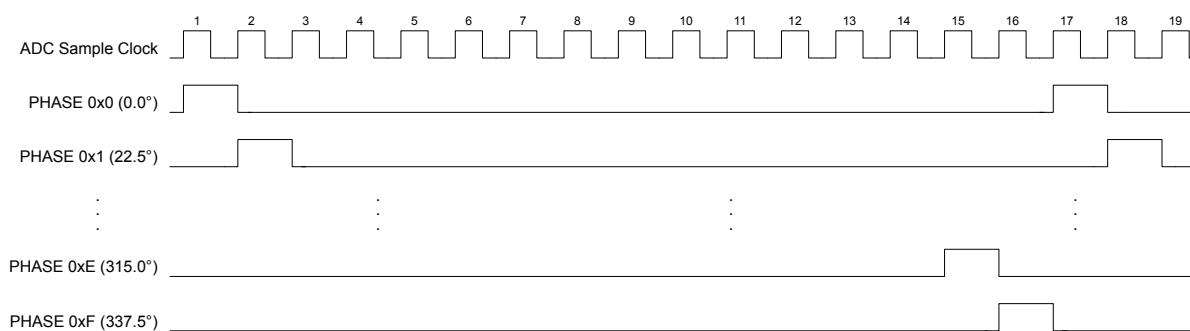 1 2 3 4 5 6 7 8 9 10 11 12 13 14 15 16 17 18 19
ADC Sample Clock
PHASE 0x0 (0.0°)
PHASE 0x1 (22.5°)
PHASE 0xE (315.0°)
PHASE 0xF (337.5°)